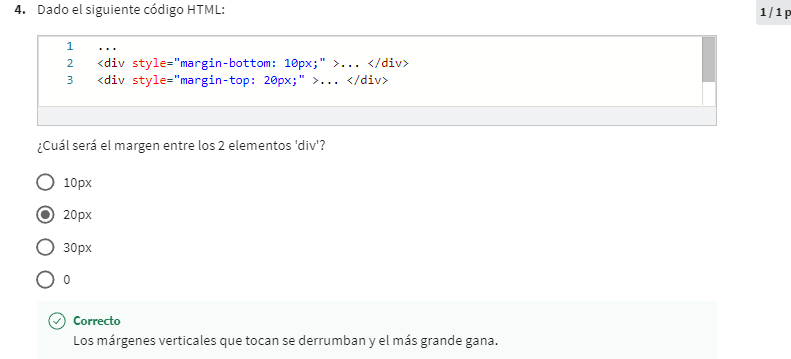 4. Dado el siguiente código HTML:
1 / 1 p
1 ...
2 <div style="margin-bottom: 10px;" >... </div>
3 <div style="margin-top: 20px;" >... </div>
¿Cuál será el margen entre los 2 elementos 'div'?
10px
20px
30px
0
Correcto
Los márgenes verticales que tocan se derrumban y el más grande gana.